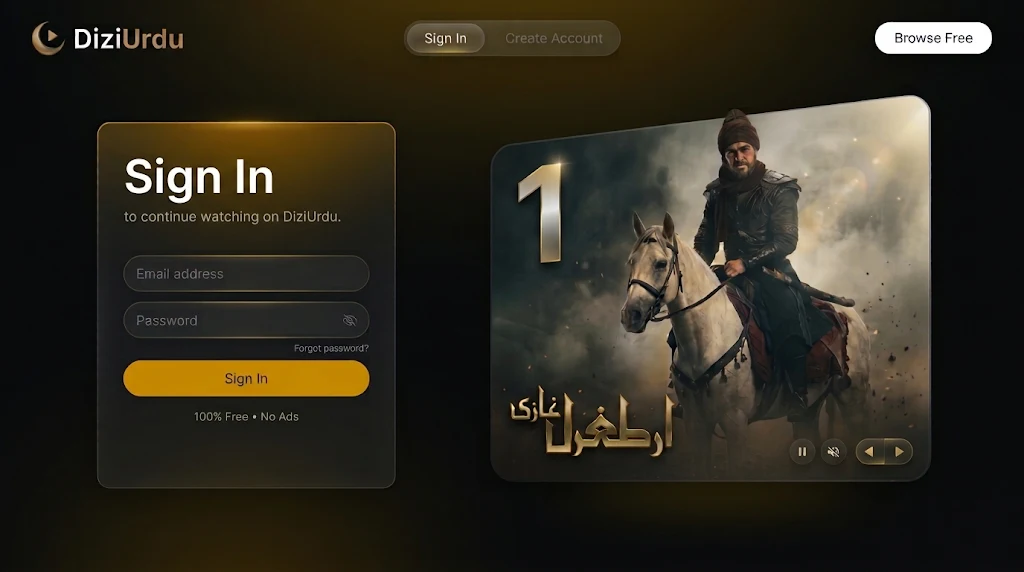 DiziUrdu
Sign In
Create Account
Browse Free
Sign In
to continue watching on DiziUrdu.
Email address
Password
Forgot password?
Sign In
100% Free • No Ads
1
ارطغرل غازی